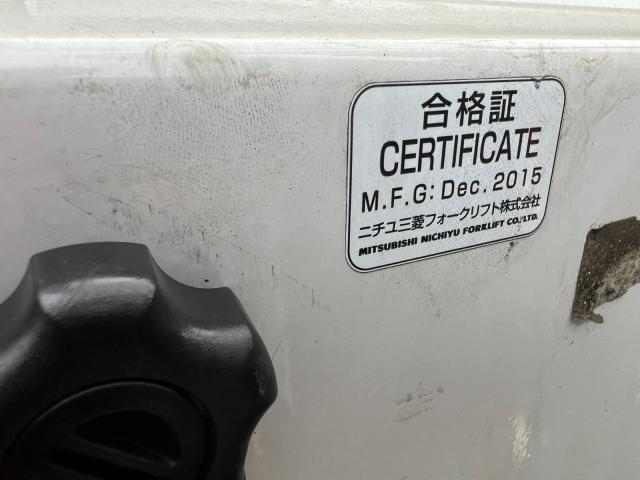 合格証
CERTIFICATE
M.F.G: Dec. 2015
ニチユ三菱フォークリフト株式会社
MITSUBISHI NICHIYU FORKLIFT CO.,LTD.